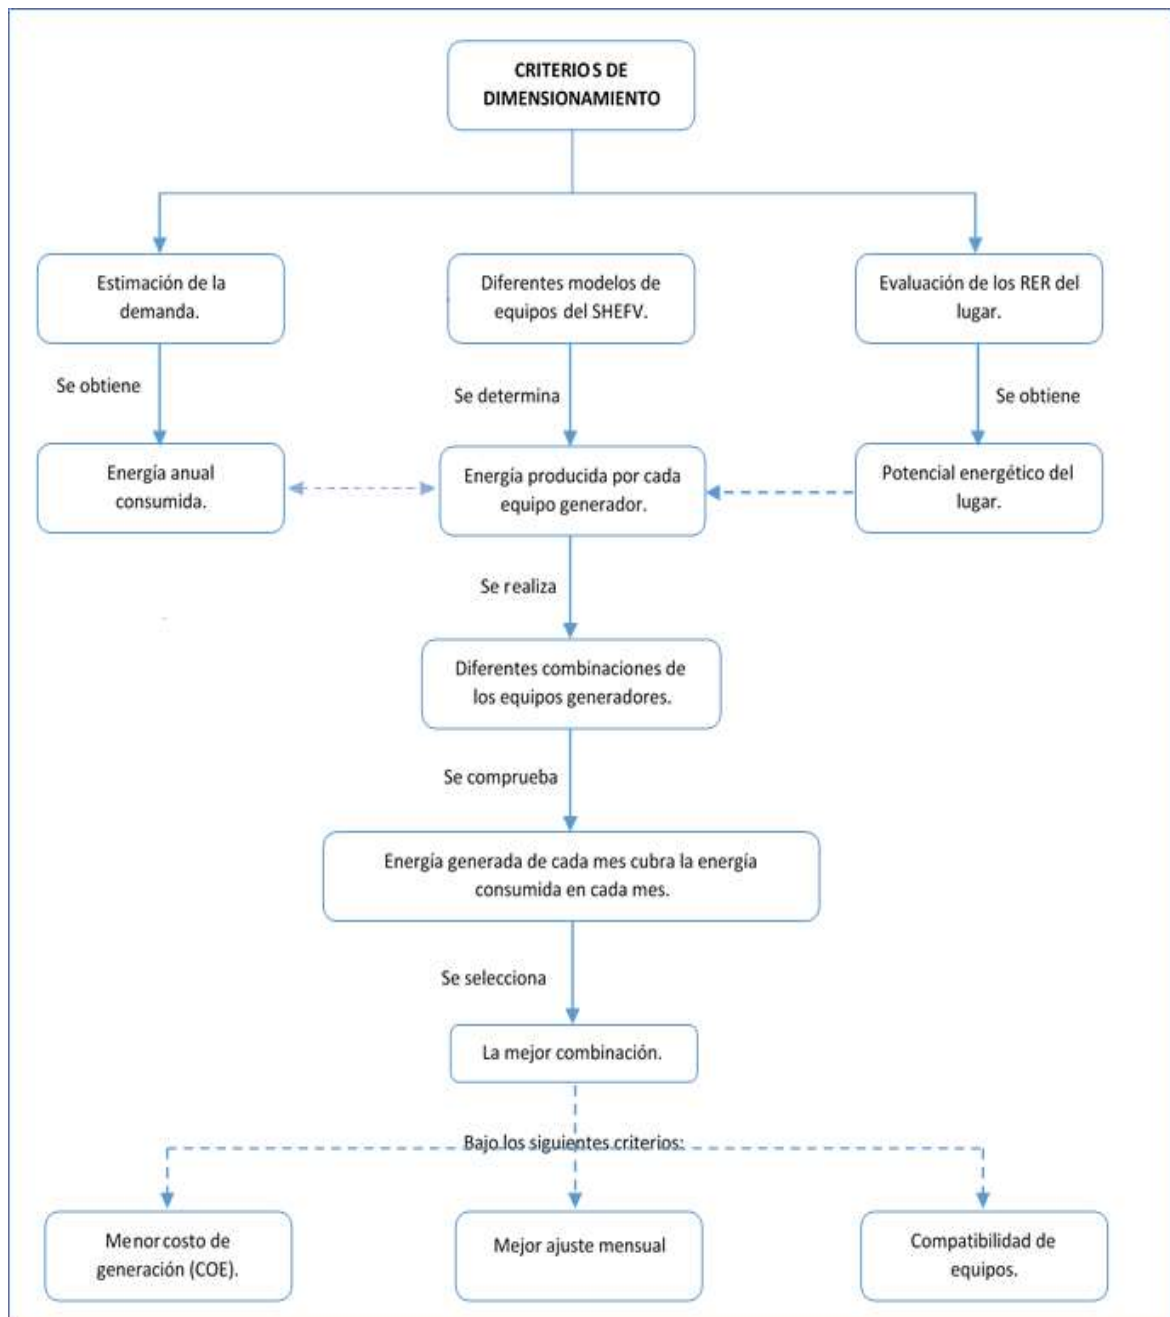 CRITERIOS DE
DIMENSIONAMIENTO
Estimación de la
demanda.
Diferentes modelos de
equipos del SHEFV.
Evaluación de los RER del
lugar.
Se obtiene
Se determina
Se obtiene
Energía anual
consumida.
Energía producida por cada
equipo generador.
Potencial energético del
lugar.
Se realiza
Diferentes combinaciones de
los equipos generadores.
Se comprueba
Energía generada de cada mes cubra la energía
consumida en cada mes.
Se selecciona
La mejor combinación.
Bajo los siguientes criterios:
Menor costo de
generación (COE).
Mejor ajuste mensual
Compatibilidad de
equipos.